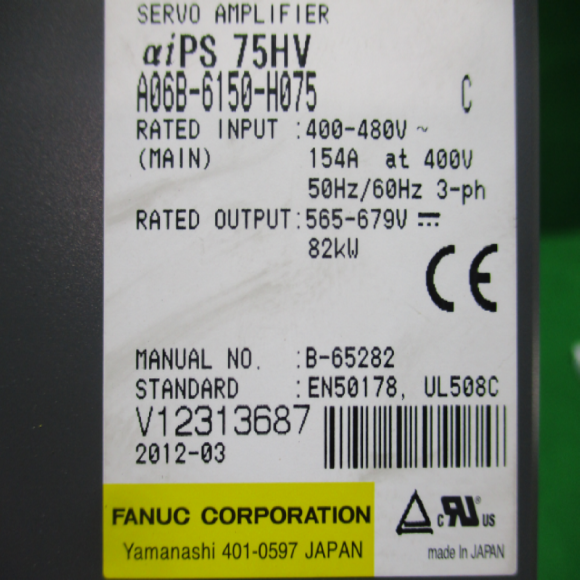 SERVO AMPLIFIER
αiPS 75HV
A06B-6150-H075 C
RATED INPUT :400-480V ~
(MAIN) 154A at 400V
50Hz/60Hz 3-ph
RATED OUTPUT:565-679V ⎓
82kW
CE
MANUAL NO. :B-65282
STANDARD :EN50178, UL508C
V12313687
2012-03
FANUC CORPORATION
Yamanashi 401-0597 JAPAN
c RU ® US
made in JAPAN